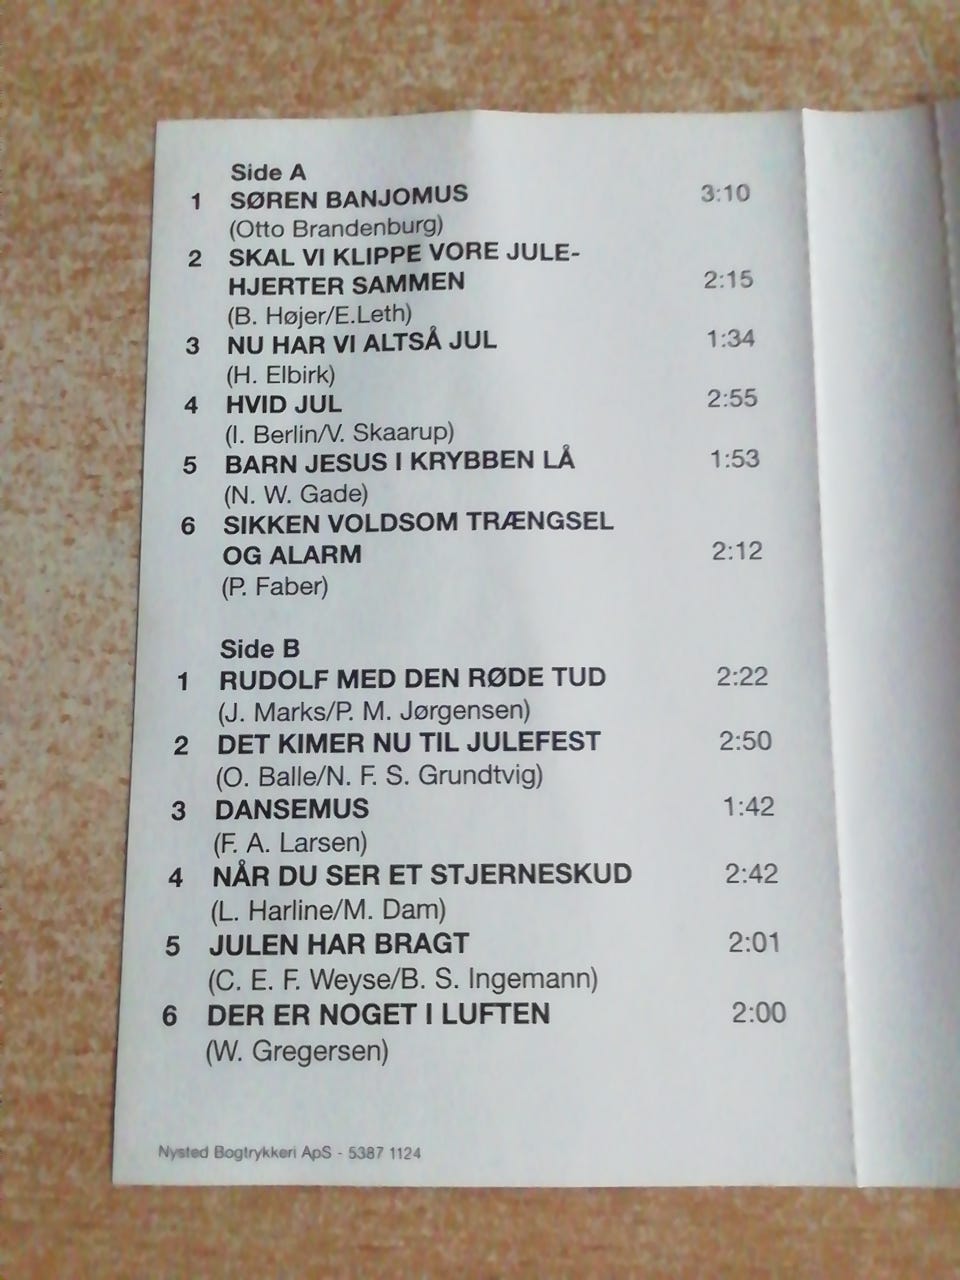 Side A
1 SØREN BANJOMUS 3:10
(Otto Brandenburg)
2 SKAL VI KLIPPE VORE JULE-
HJERTER SAMMEN 2:15
(B. Højer/E.Leth)
3 NU HAR VI ALTSÅ JUL 1:34
(H. Elbirk)
4 HVID JUL 2:55
(I. Berlin/V. Skaarup)
5 BARN JESUS I KRYBBEN LÅ 1:53
(N. W. Gade)
6 SIKKEN VOLDSOM TRÆNGSEL
OG ALARM 2:12
(P. Faber)
Side B
1 RUDOLF MED DEN RØDE TUD 2:22
(J. Marks/P. M. Jørgensen)
2 DET KIMER NU TIL JULEFEST 2:50
(O. Balle/N. F. S. Grundtvig)
3 DANSEMUS 1:42
(F. A. Larsen)
4 NÅR DU SER ET STJERNESKUD 2:42
(L. Harline/M. Dam)
5 JULEN HAR BRAGT 2:01
(C. E. F. Weyse/B. S. Ingemann)
6 DER ER NOGET I LUFTEN 2:00
(W. Gregersen)
Nysted Bogtrykkeri ApS - 5387 1124